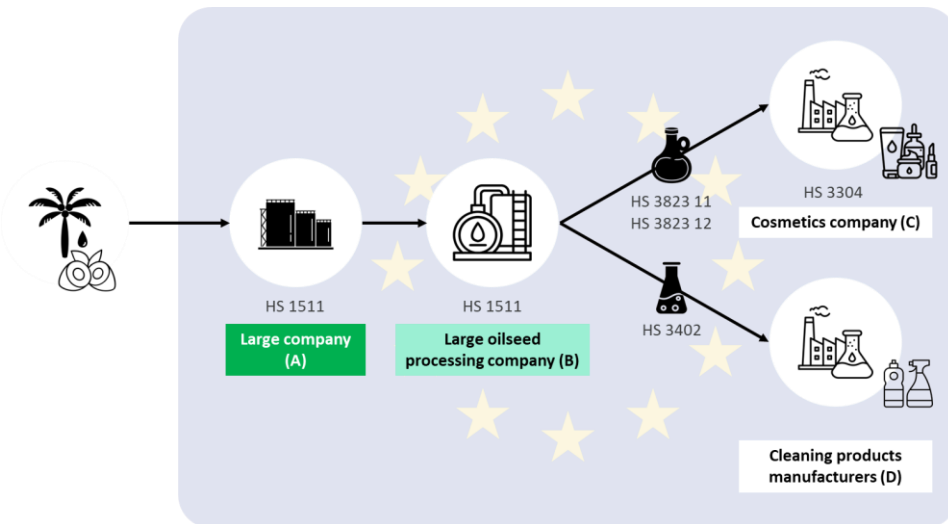 HS 1511
Large company
(A)
HS 1511
Large oilseed
processing company (B)
HS 3823 11
HS 3823 12
HS 3402
HS 3304
Cosmetics company (C)
Cleaning products
manufacturers (D)